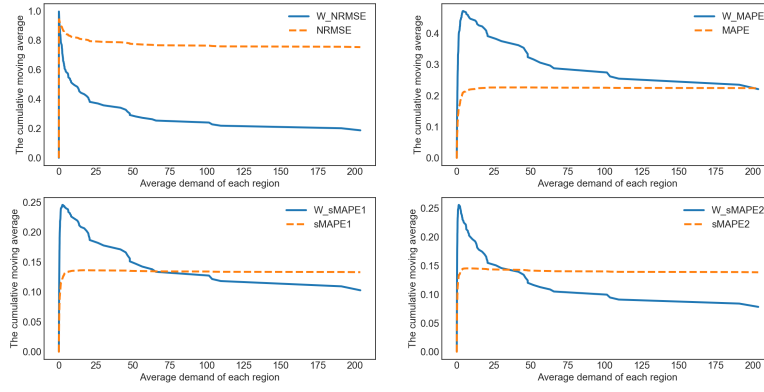 The cumulative moving average
1.0
0.8
0.6
0.4
0.2
0.0
W_NRMSE
NRMSE
0 25 50 75 100 125 150 175 200
Average demand of each region
The cumulative moving average
0.4
0.3
0.2
0.1
0.0
W_MAPE
MAPE
0 25 50 75 100 125 150 175 200
Average demand of each region
The cumulative moving average
0.25
0.20
0.15
0.10
0.05
0.00
W_sMAPE1
sMAPE1
0 25 50 75 100 125 150 175 200
Average demand of each region
The cumulative moving average
0.25
0.20
0.15
0.10
0.05
0.00
W_sMAPE2
sMAPE2
0 25 50 75 100 125 150 175 200
Average demand of each region